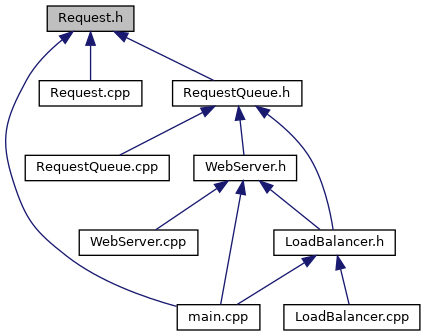 Request.h
Request.cpp
RequestQueue.h
RequestQueue.cpp
WebServer.h
WebServer.cpp
LoadBalancer.h
main.cpp
LoadBalancer.cpp